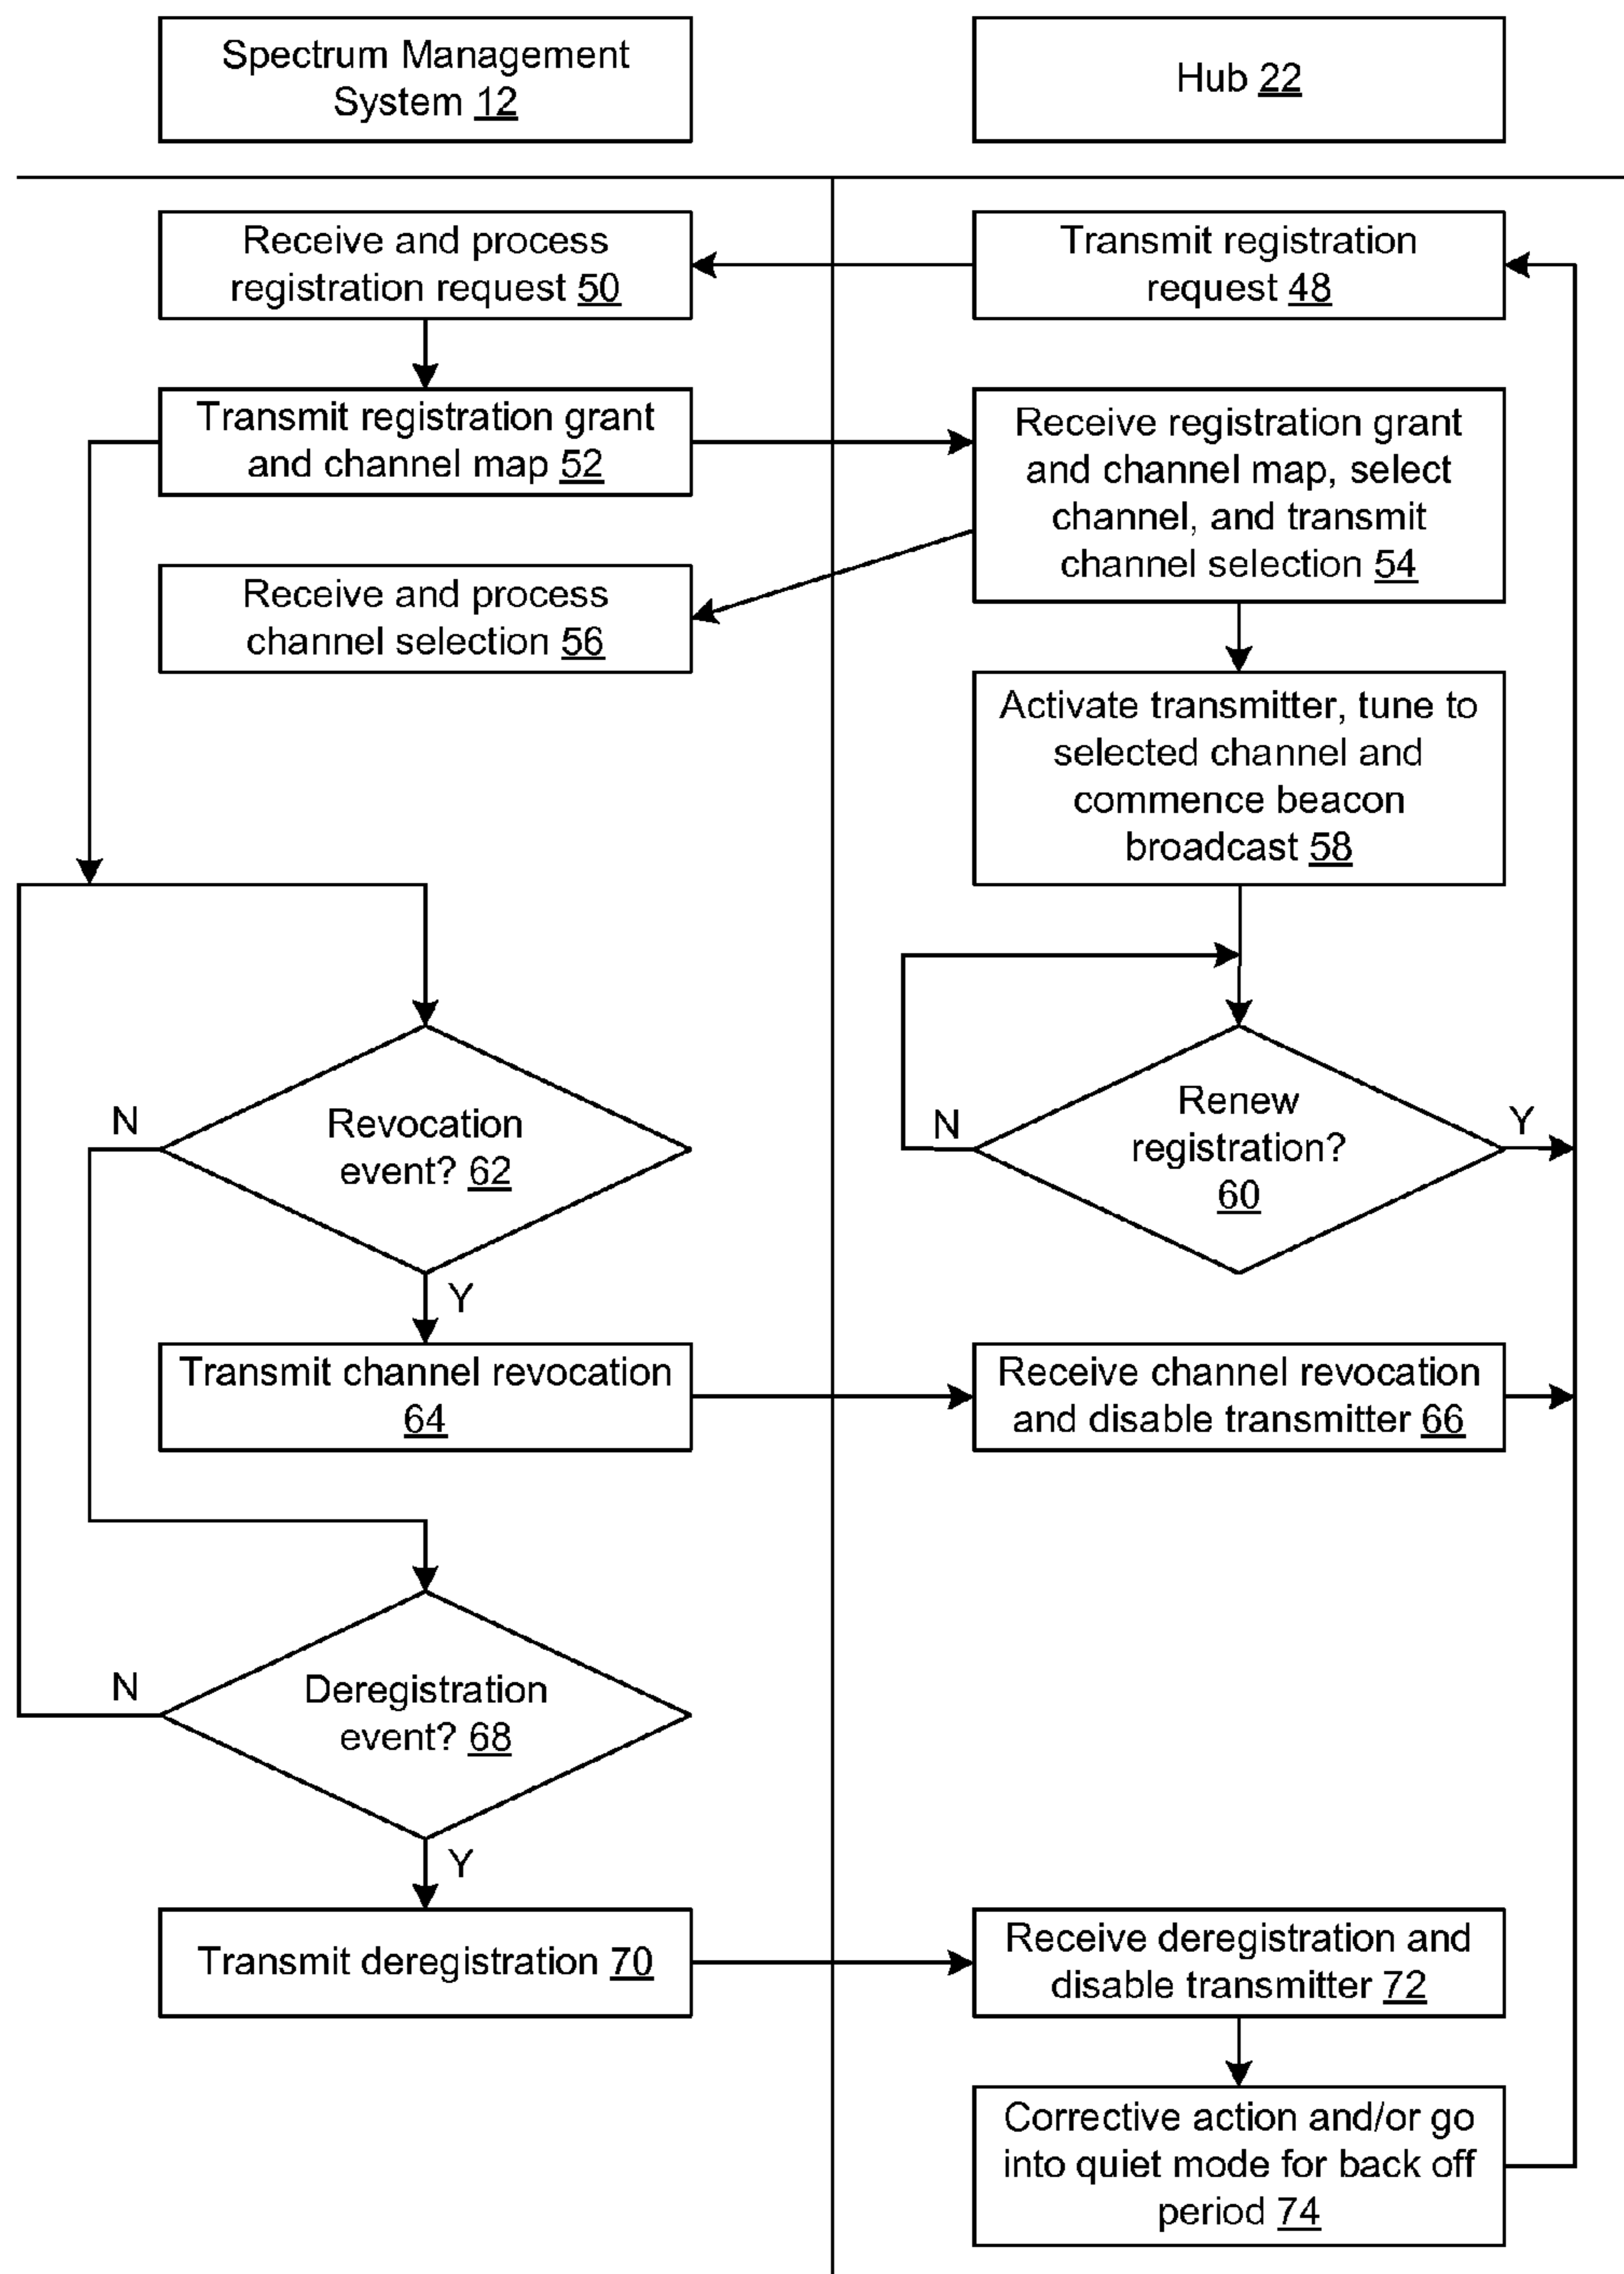 Spectrum Management
System 12
Hub 22
Receive and process
registration request 50
Transmit registration
request 48
Transmit registration grant
and channel map 52
Receive registration grant
and channel map, select
channel, and transmit
channel selection 54
Receive and process
channel selection 56
Activate transmitter, tune to
selected channel and
commence beacon
broadcast 58
N
Revocation
event? 62
Y
N
Renew
registration?
60
Y
Transmit channel revocation
64
Receive channel revocation
and disable transmitter 66
N
Deregistration
event? 68
Y
Transmit deregistration 70
Receive deregistration and
disable transmitter 72
Corrective action and/or go
into quiet mode for back off
period 74